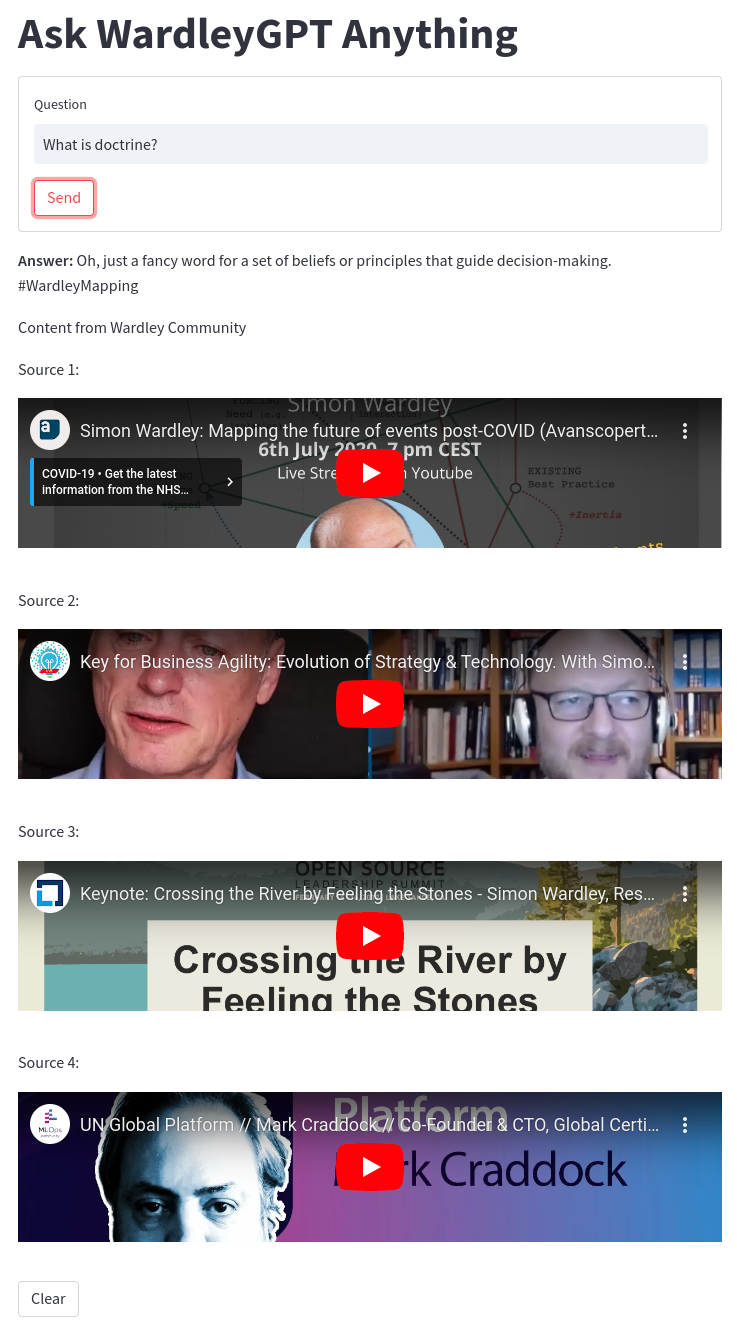 Ask WardleyGPT Anything
Question
What is doctrine?
Send
Answer: Oh, just a fancy word for a set of beliefs or principles that guide decision-making.
#WardleyMapping
Content from Wardley Community
Source 1:
Simon Wardley
a
Simon Wardley: Mapping the future of events post-COVID (Avanscopert…
6th July 2020, 7 pm CEST
COVID-19 • Get the latest
information from the NHS…
Live Youtube
EXISTING
Best Practice
+Inertia
Source 2:
Key for Business Agility: Evolution of Strategy & Technology. With Simo…
Source 3:
OPEN SOURCE
LEADERSHIP SUMMIT
Keynote: Crossing the River by Feeling the Stones - Simon Wardley, Res…
Crossing the River by
Feeling the Stones
Source 4:
Platform
MLOps
community
UN Global Platform // Mark Craddock // Co-Founder & CTO, Global Certi…
Mark Craddock
Clear